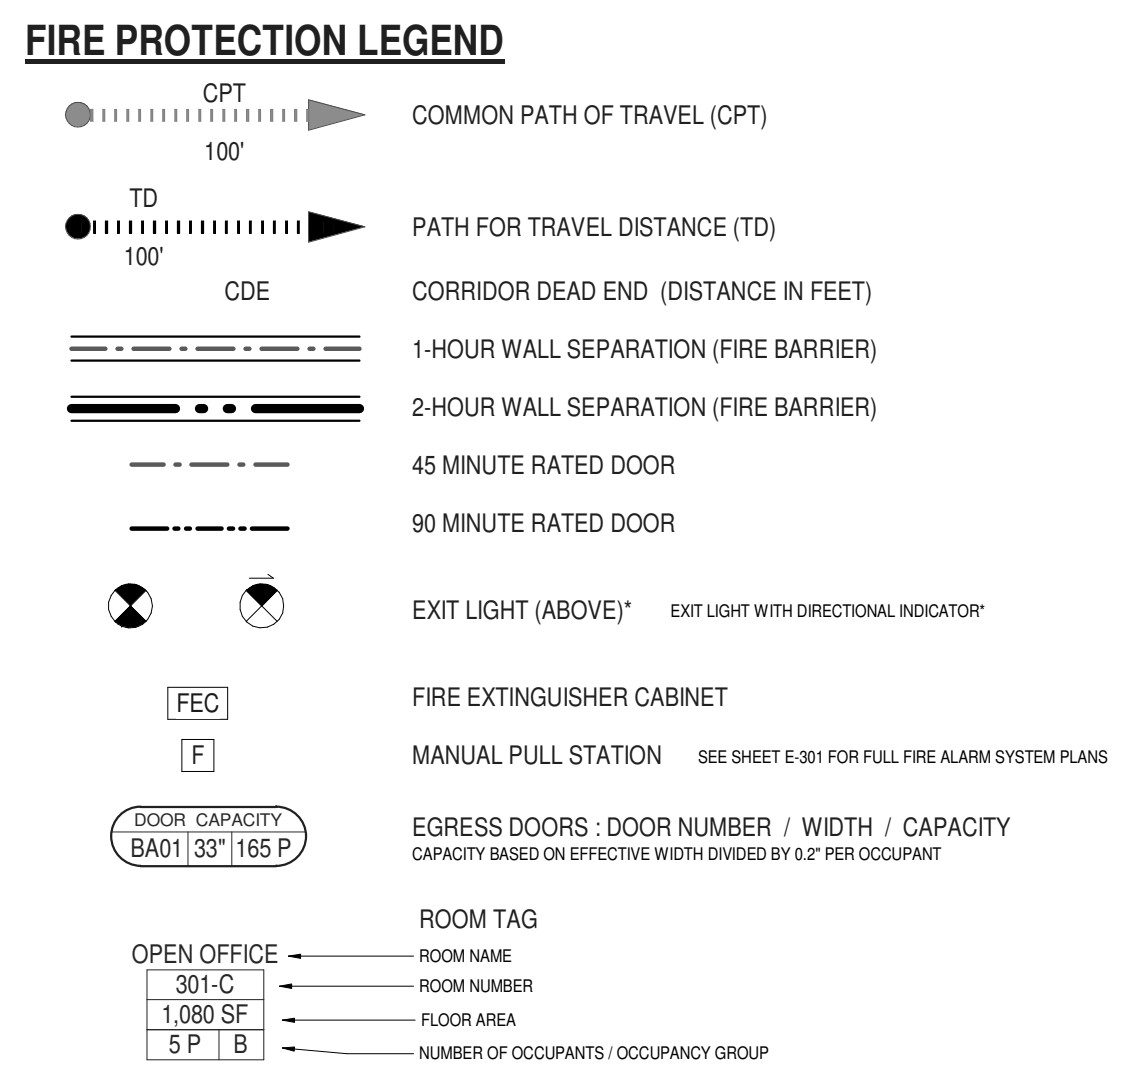 FIRE PROTECTION LEGEND
CPT
100'
COMMON PATH OF TRAVEL (CPT)
TD
100'
PATH FOR TRAVEL DISTANCE (TD)
CDE CORRIDOR DEAD END (DISTANCE IN FEET)
1-HOUR WALL SEPARATION (FIRE BARRIER)
2-HOUR WALL SEPARATION (FIRE BARRIER)
45 MINUTE RATED DOOR
90 MINUTE RATED DOOR
EXIT LIGHT (ABOVE)* EXIT LIGHT WITH DIRECTIONAL INDICATOR*
FEC FIRE EXTINGUISHER CABINET
F MANUAL PULL STATION SEE SHEET E-301 FOR FULL FIRE ALARM SYSTEM PLANS
DOOR CAPACITY
BA01 33" 165 P
EGRESS DOORS : DOOR NUMBER / WIDTH / CAPACITY
CAPACITY BASED ON EFFECTIVE WIDTH DIVIDED BY 0.2" PER OCCUPANT
ROOM TAG
OPEN OFFICE ROOM NAME
301-C ROOM NUMBER
1,080 SF FLOOR AREA
5 P B NUMBER OF OCCUPANTS / OCCUPANCY GROUP